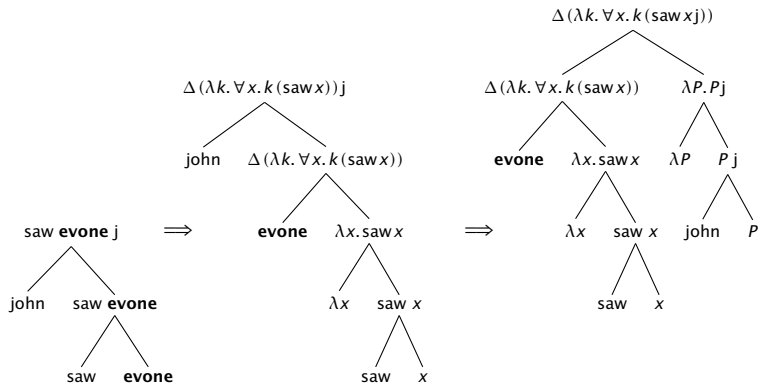 Δ (λk. ∀x. k (saw x j))
Δ (λk. ∀x. k (saw x)) j
Δ (λk. ∀x. k (saw x)) λP. P j
john Δ (λk. ∀x. k (saw x))
evone λx. saw x λP P j
saw evone j ⟹ evone λx. saw x ⟹ λx saw x john P
john saw evone λx saw x saw x
saw evone saw x